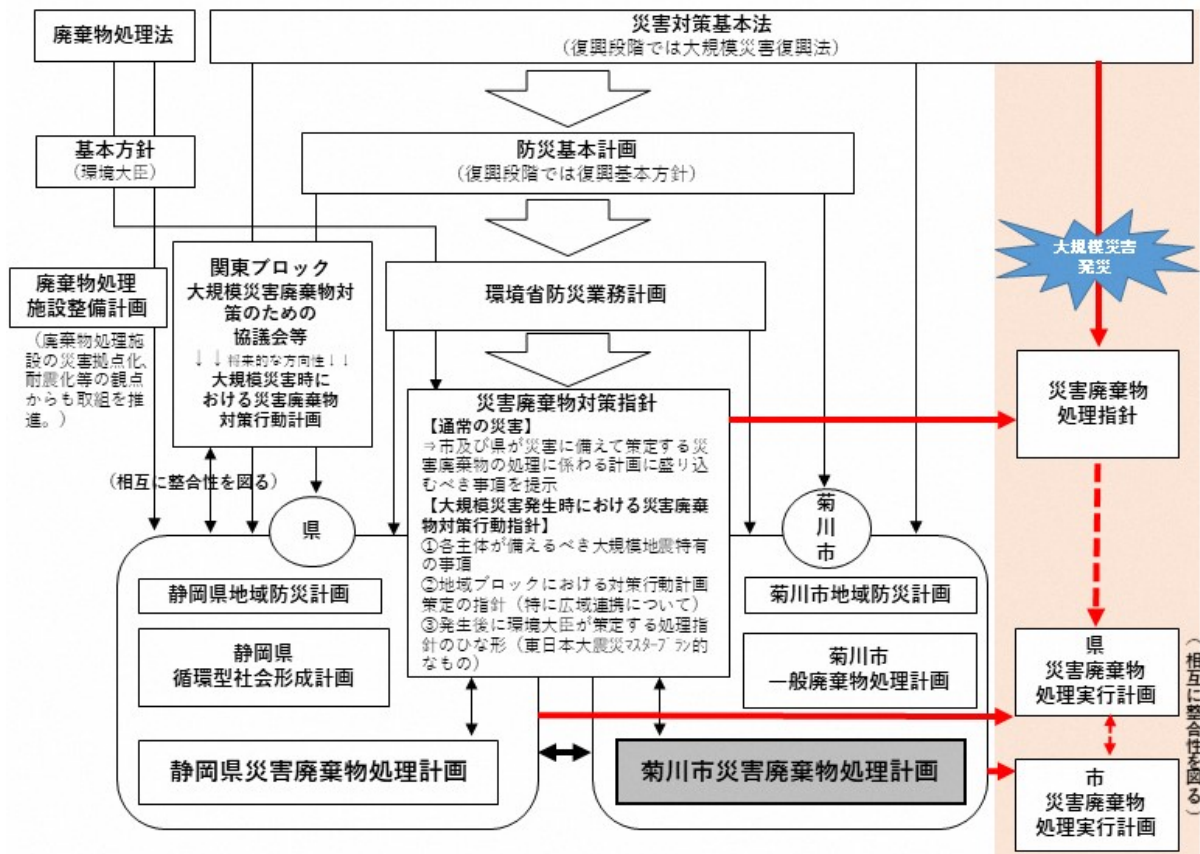 廃棄物処理法
災害対策基本法
(復興段階では大規模災害復興法)
基本方針
(環境大臣)
防災基本計画
(復興段階では復興基本方針)
大規模災害
発災
廃棄物処理
施設整備計画
(廃棄物処理施
設の災害拠点化、
耐震化等の観点
からも取組を推
進。)
関東ブロック
大規模災害廃棄物対
策のための
協議会等
↓↓将来的な方向性↓↓
大規模災害時に
おける災害廃棄物
対策行動計画
環境省防災業務計画
災害廃棄物
処理指針
災害廃棄物対策指針
【通常の災害】
⇒市及び県が災害に備えて策定する災
害廃棄物の処理に係わる計画に盛り込
むべき事項を提示
【大規模災害発生時における災害廃棄
物対策行動指針】
①各主体が備えるべき大規模地震特有
の事項
②地域ブロックにおける対策行動計画
策定の指針（特に広域連携について）
③発生後に環境大臣が策定する処理指
針のひな形（東日本大震災ﾏｽﾀｰﾌﾟﾗﾝ的
なもの）
(相互に整合性を図る)
県
菊川市
静岡県地域防災計画
静岡県
循環型社会形成計画
静岡県災害廃棄物処理計画
菊川市地域防災計画
菊川市
一般廃棄物処理計画
菊川市災害廃棄物処理計画
県
災害廃棄物
処理実行計画
市
災害廃棄物
処理実行計画
（相互に整合性を図る）